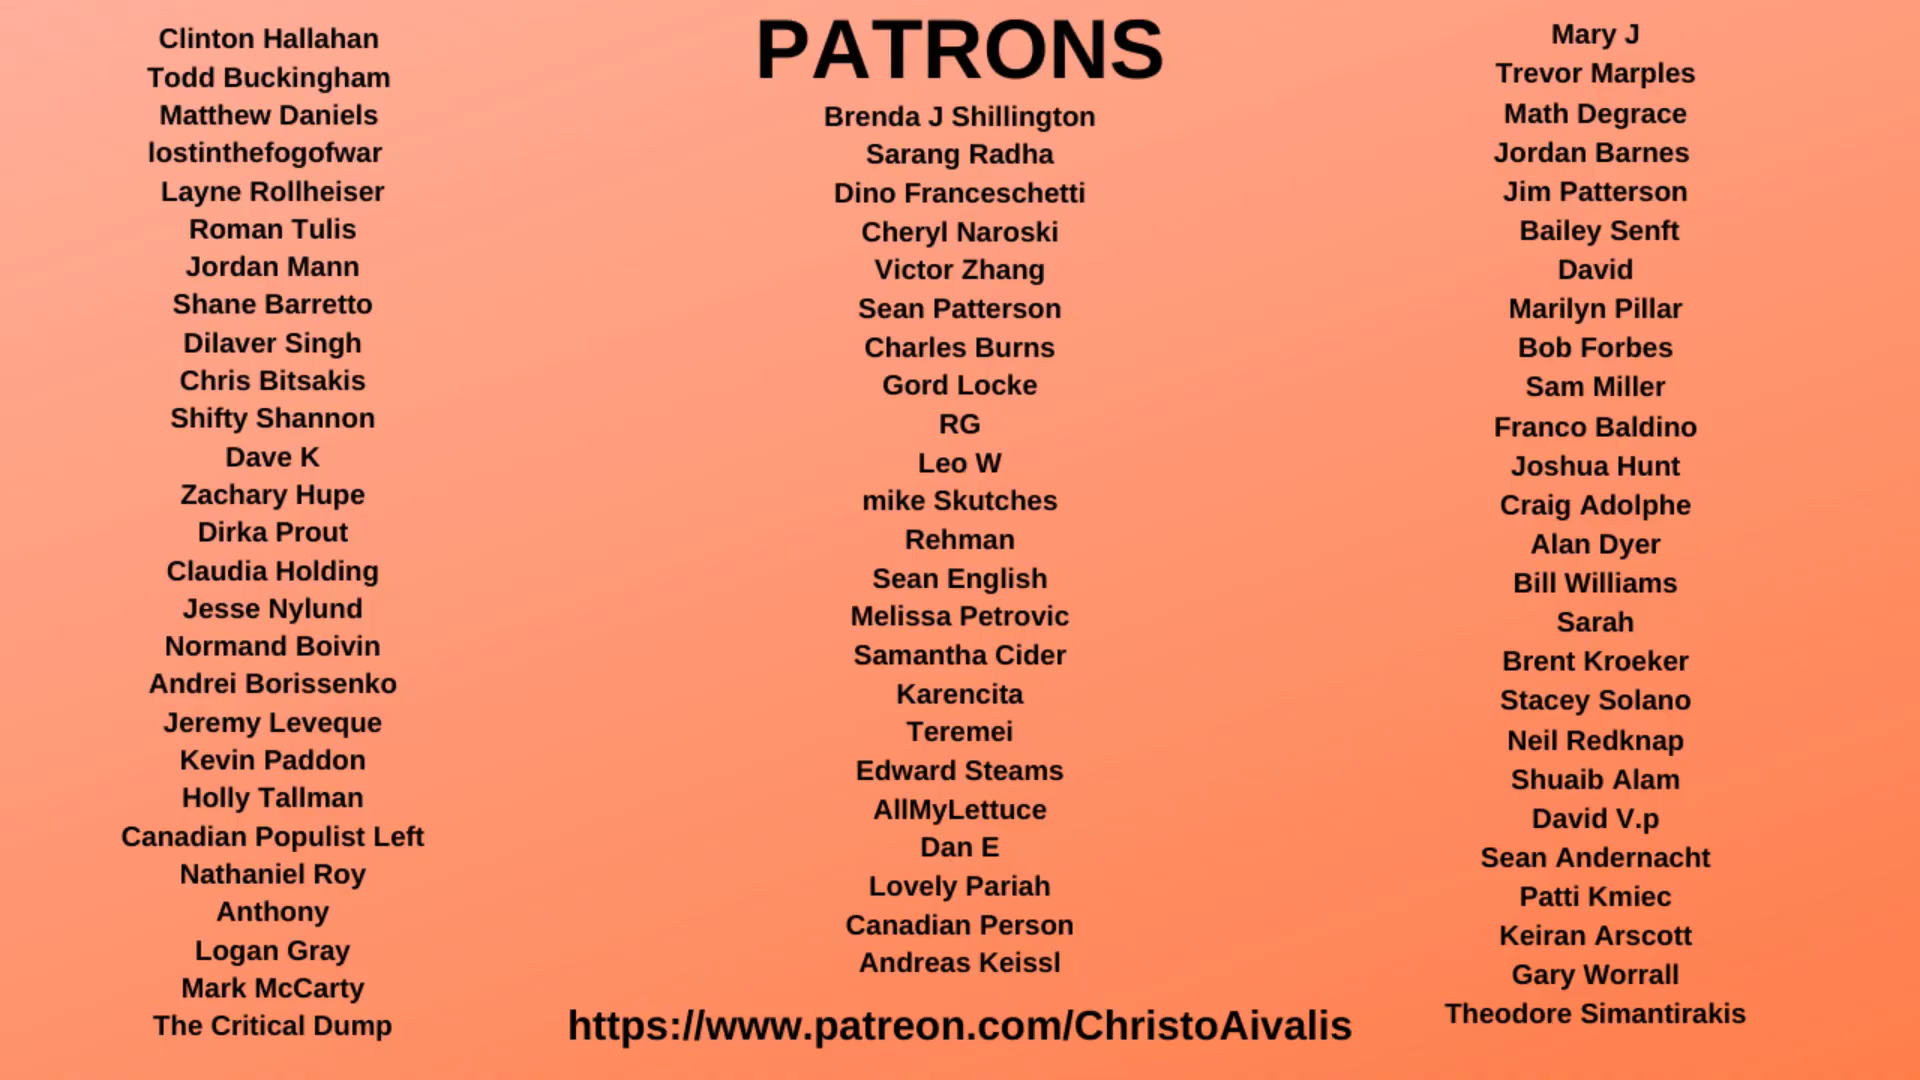 Clinton Hallahan
Todd Buckingham
Matthew Daniels
lostinthefogofwar
Layne Rollheiser
Roman Tulis
Jordan Mann
Shane Barretto
Dilaver Singh
Chris Bitsakis
Shifty Shannon
Dave K
Zachary Hupe
Dirka Prout
Claudia Holding
Jesse Nylund
Normand Boivin
Andrei Borissenko
Jeremy Leveque
Kevin Paddon
Holly Tallman
Canadian Populist Left
Nathaniel Roy
Anthony
Logan Gray
Mark McCarty
The Critical Dump
PATRONS
Brenda J Shillington
Sarang Radha
Dino Franceschetti
Cheryl Naroski
Victor Zhang
Sean Patterson
Charles Burns
Gord Locke
RG
Leo W
mike Skutches
Rehman
Sean English
Melissa Petrovic
Samantha Cider
Karencita
Teremei
Edward Steams
AllMyLettuce
Dan E
Lovely Pariah
Canadian Person
Andreas Keissl
https://www.patreon.com/ChristoAivalis
Mary J
Trevor Marples
Math Degrace
Jordan Barnes
Jim Patterson
Bailey Senft
David
Marilyn Pillar
Bob Forbes
Sam Miller
Franco Baldino
Joshua Hunt
Craig Adolphe
Alan Dyer
Bill Williams
Sarah
Brent Kroeker
Stacey Solano
Neil Redknap
Shuaib Alam
David V.p
Sean Andernacht
Patti Kmiec
Keiran Arscott
Gary Worrall
Theodore Simantirakis